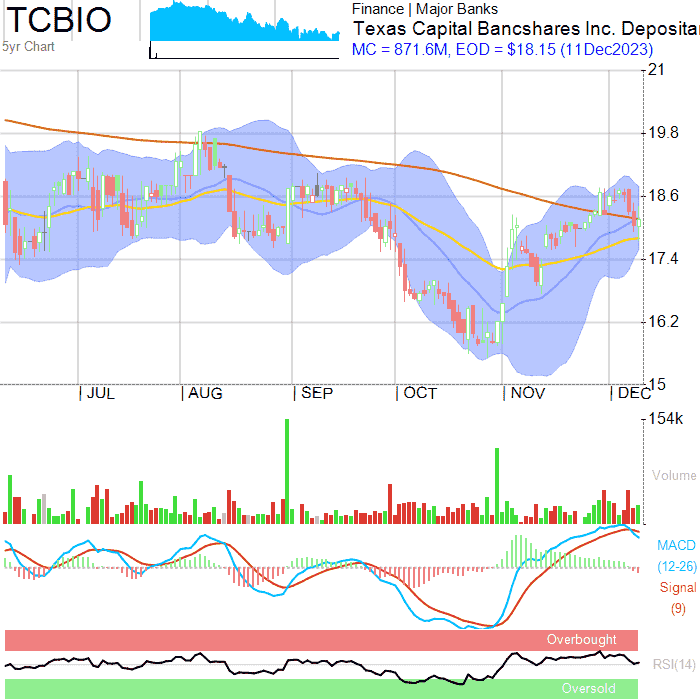 TCBIO
5yr Chart
Finance | Major Banks
Texas Capital Bancshares Inc. Deposita
MC = 871.6M, EOD = $18.15 (11Dec2023)
21
19.8
18.6
17.4
16.2
15
JUL AUG SEP OCT NOV DEC
154k
Volume
MACD
(12-26)
Signal
(9)
Overbought
RSI(14)
Oversold